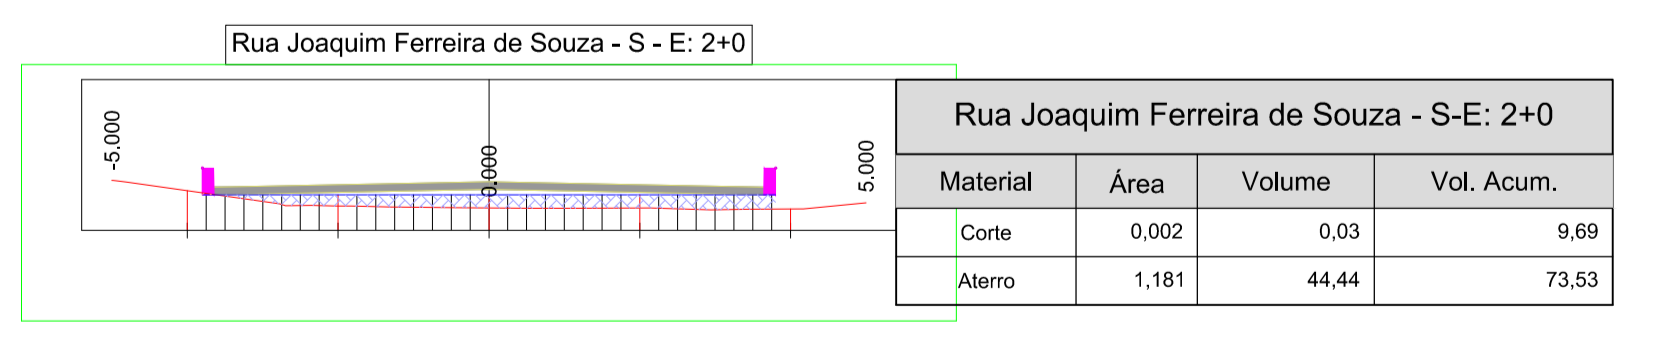 Rua Joaquim Ferreira de Souza - S - E: 2+0
-5.000
0.000
5.000
Rua Joaquim Ferreira de Souza - S-E: 2+0
Material Área Volume Vol. Acum.
Corte 0,002 0,03 9,69
Aterro 1,181 44,44 73,53